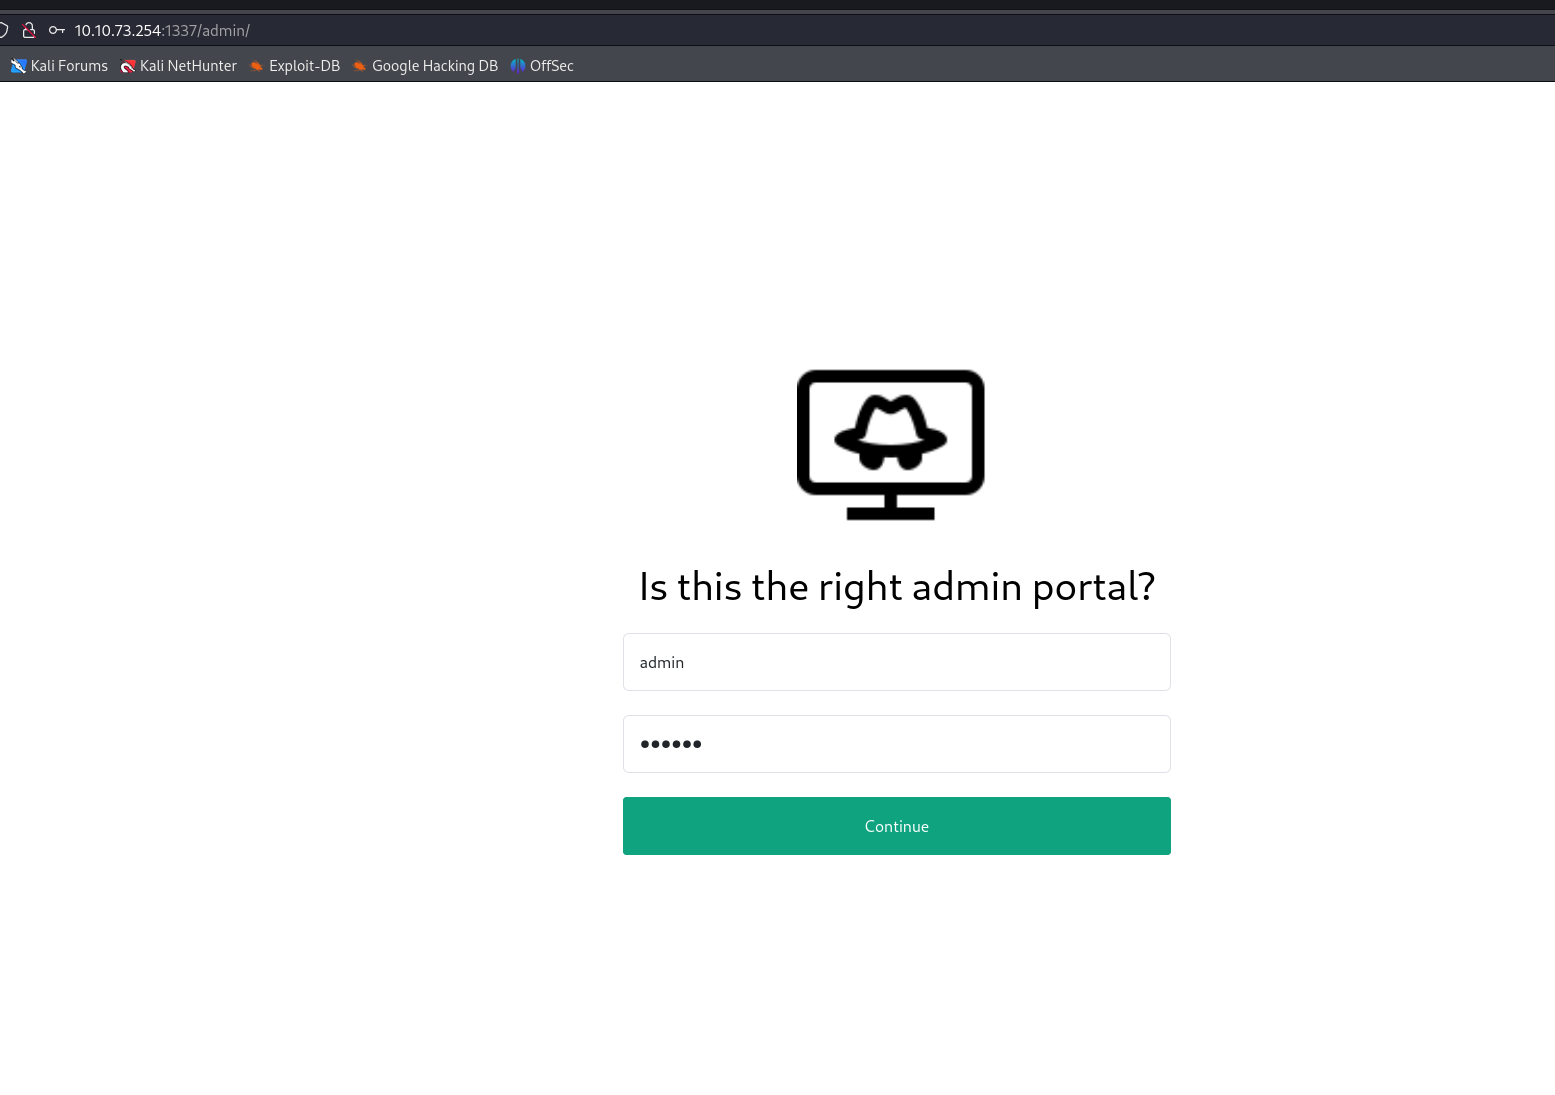 10.10.73.254:1337/admin/
Kali Forums Kali NetHunter Exploit-DB Google Hacking DB OffSec
Is this the right admin portal?
admin
••••••
Continue